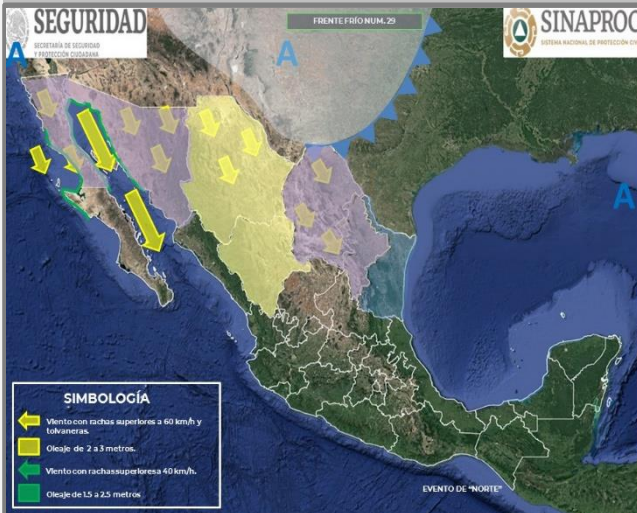 SEGURIDAD
SECRETARÍA DE SEGURIDAD
Y PROTECCIÓN CIUDADANA
FRENTE FRÍO NUM. 29
SINAPROC
SISTEMA NACIONAL DE PROTECCIÓN CIV
A
A
A
SIMBOLOGÍA
Viento con rachas superiores a 60 km/h y
tolvaneras.
Oleaje de 2 a 3 metros.
Viento con rachas superiores a 40 km/h.
Oleaje de 1.5 a 2.5 metros
EVENTO DE "NORTE"